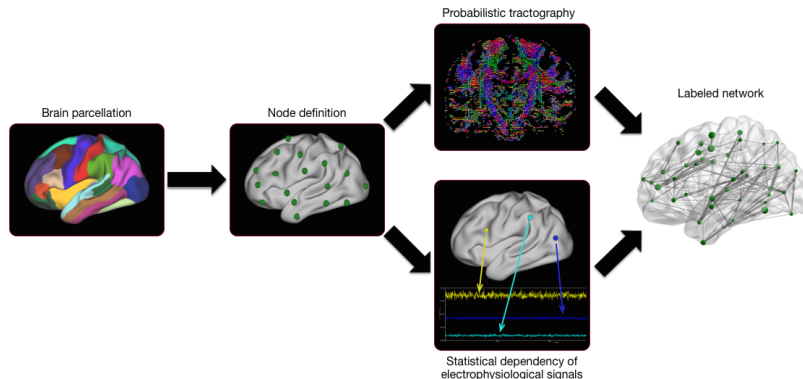 Probabilistic tractography
Brain parcellation
Node definition
Labeled network
Statistical dependency of
electrophysiological signals